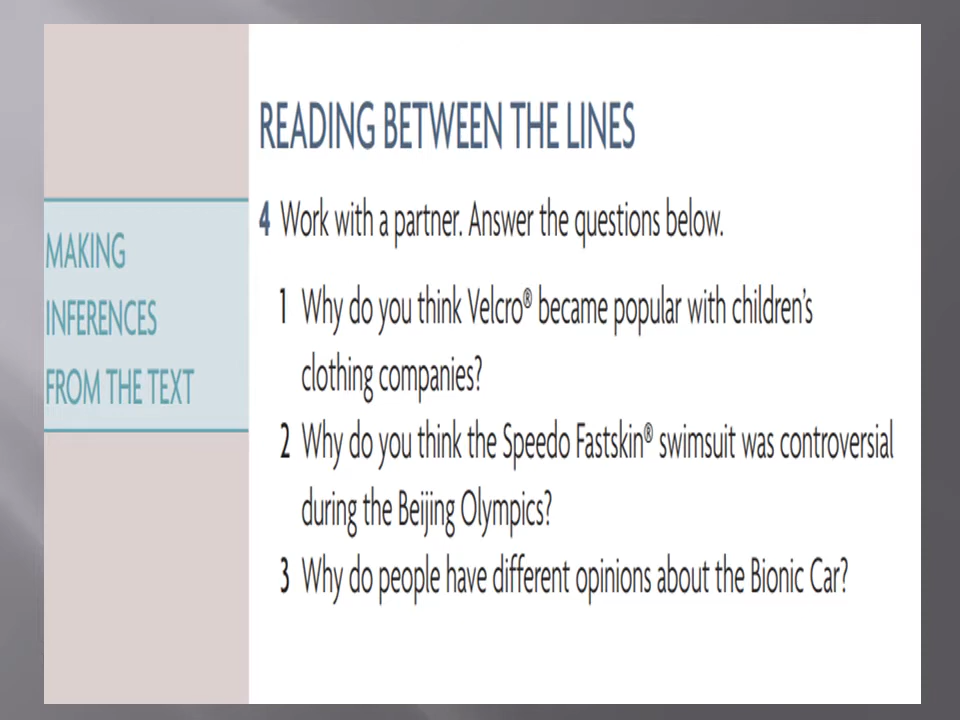 READING BETWEEN THE LINES
MAKING
INFERENCES
FROM THE TEXT
4 Work with a partner. Answer the questions below.
1 Why do you think Velcro® became popular with children's
clothing companies?
2 Why do you think the Speedo Fastskin® swimsuit was controversial
during the Beijing Olympics?
3 Why do people have different opinions about the Bionic Car?